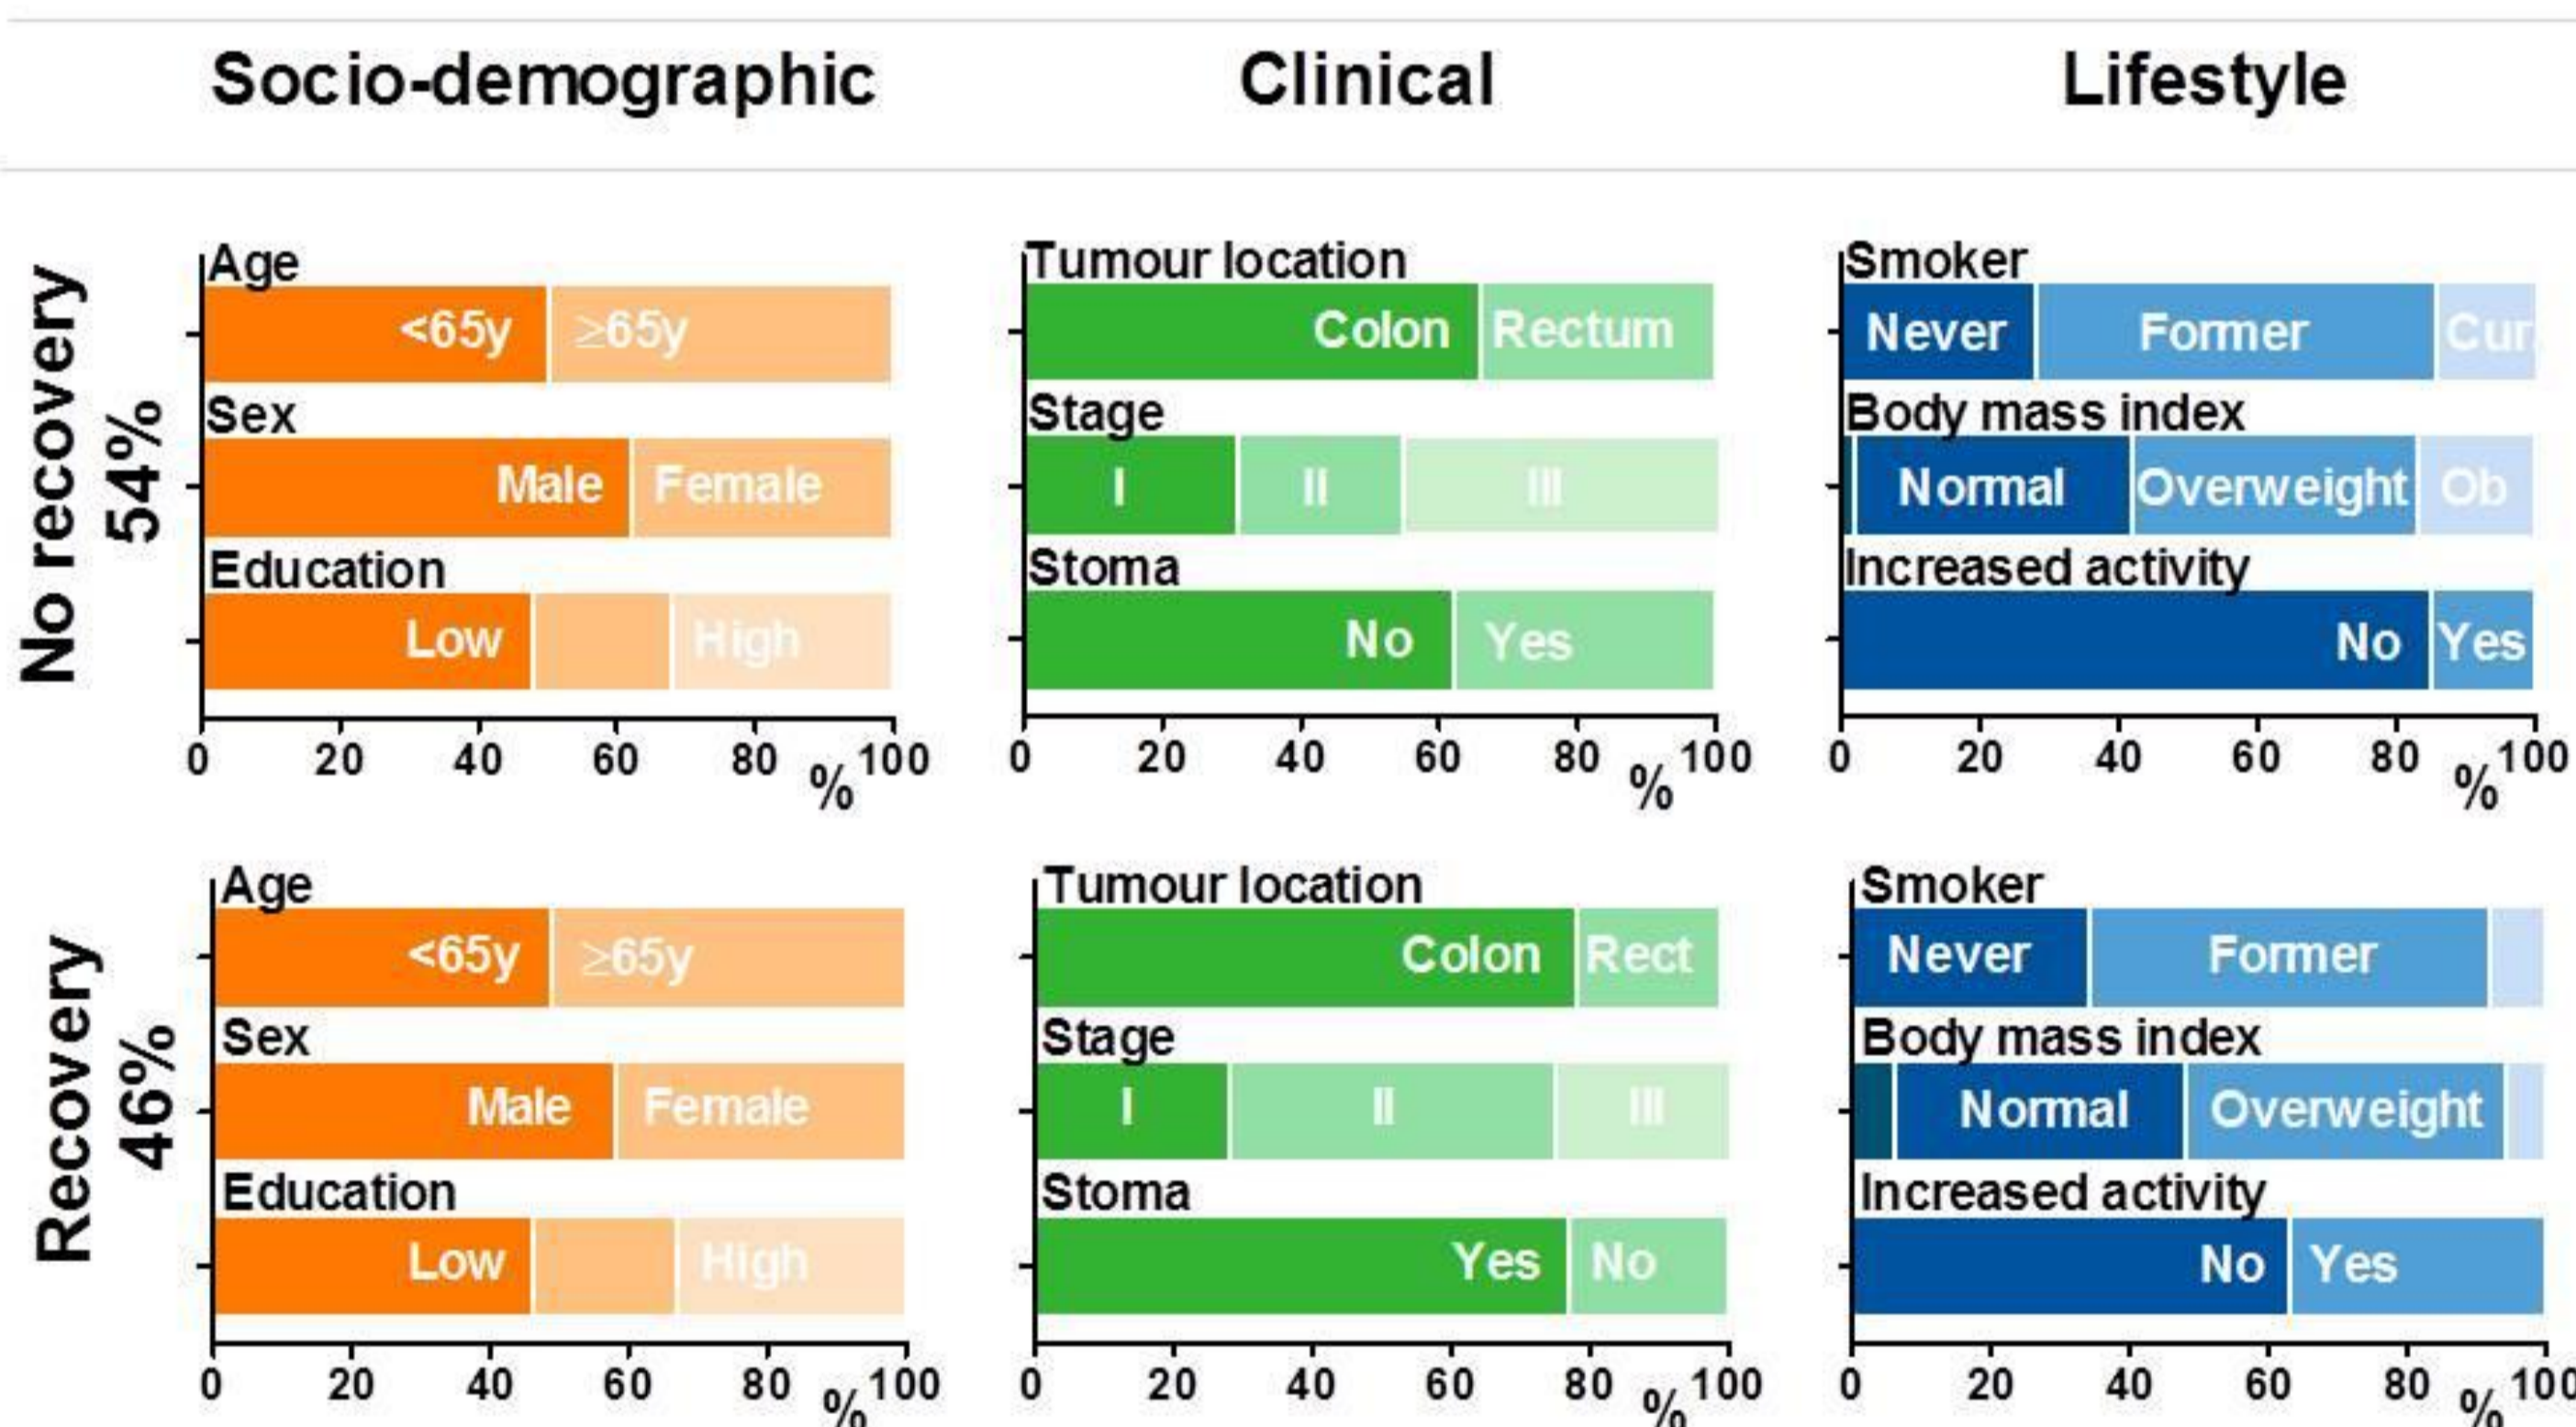 Socio-demographic Clinical Lifestyle
No recovery
54%
Age
<65y ≥65y
Sex
Male Female
Education
Low High
0 20 40 60 80 % 100
Tumour location
Colon Rectum
Stage
I II III
Stoma
No Yes
0 20 40 60 80 % 100
Smoker
Never Former Cur.
Body mass index
Normal Overweight Ob
Increased activity
No Yes
0 20 40 60 80 % 100
Recovery
46%
Age
<65y ≥65y
Sex
Male Female
Education
Low High
0 20 40 60 80 % 100
Tumour location
Colon Rect
Stage
I II III
Stoma
Yes No
0 20 40 60 80 % 100
Smoker
Never Former
Body mass index
Normal Overweight
Increased activity
No Yes
0 20 40 60 80 % 100